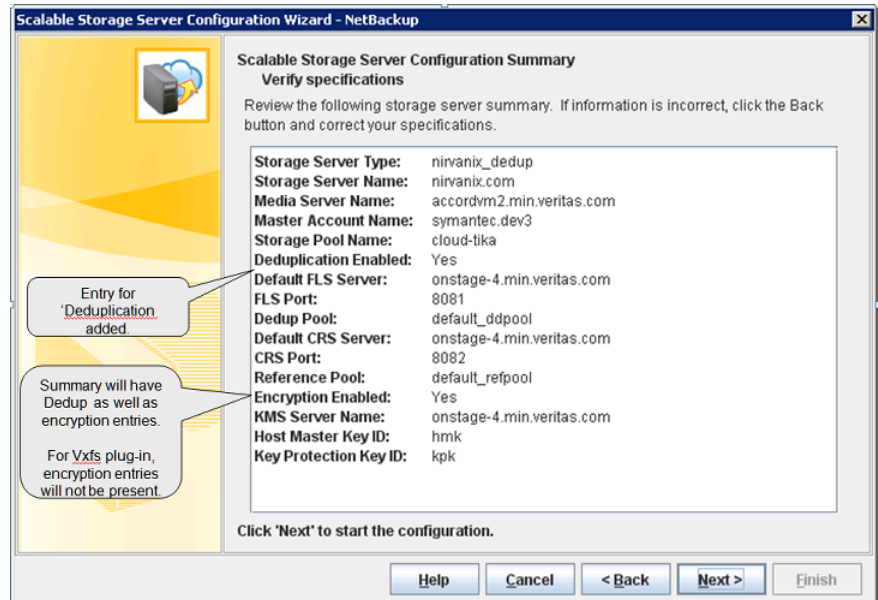 Scalable Storage Server Configuration Wizard - NetBackup
Scalable Storage Server Configuration Summary
Verify specifications
Review the following storage server summary. If information is incorrect, click the Back
button and correct your specifications.
Storage Server Type: nirvanix_dedup
Storage Server Name: nirvanix.com
Media Server Name: accordvm2.min.veritas.com
Master Account Name: symantec.dev3
Storage Pool Name: cloud-tika
Deduplication Enabled: Yes
Default FLS Server: onstage-4.min.veritas.com
FLS Port: 8081
Dedup Pool: default_ddpool
Default CRS Server: onstage-4.min.veritas.com
CRS Port: 8082
Reference Pool: default_refpool
Encryption Enabled: Yes
KMS Server Name: onstage-4.min.veritas.com
Host Master Key ID: hmk
Key Protection Key ID: kpk
Entry for
'Deduplication
added.
Summary will have
Dedup as well as
encryption entries.
For Vxfs plug-in,
encryption entries
will not be present.
Click 'Next' to start the configuration.
Help Cancel < Back Next > Finish